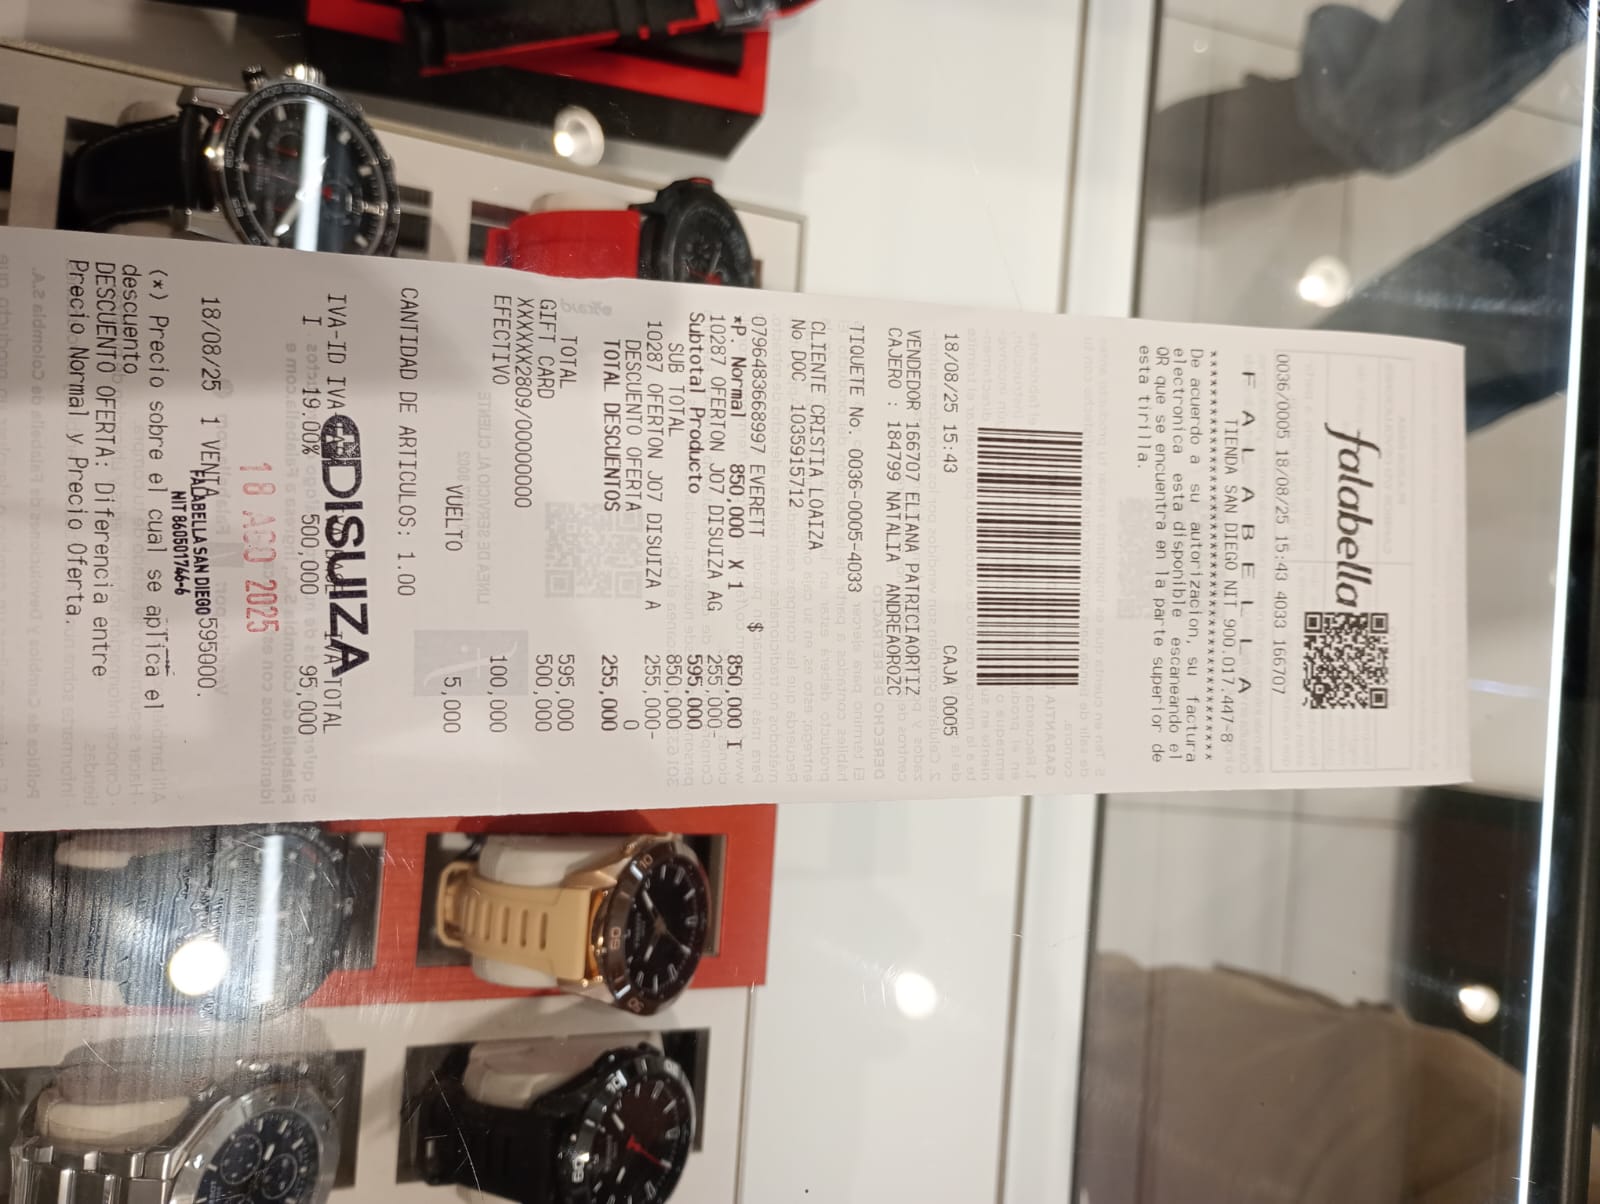 falabella
0036/0005 18/08/25 15:43 4033 166707
F A L A B E L L A
TIENDA SAN DIEGO NIT 900.017.447-8
************************************
De acuerdo a su autorizacion, su factura
electronica esta disponible escaneando el
QR que se encuentra en la parte superior de
esta tirilla.
18/08/25 15:43 CAJA 0005
VENDEDOR 166707 ELIANA PATRICIAORTIZ
CAJERO : 184799 NATALIA ANDREAOROZC
TIQUETE No. 0036-0005-4033
CLIENTE CRISTIA LOAIZA
No DOC 1035915712
0796483668997 EVERETT $
*P. Normal 850,000 X 1 850,000 I
10287 OFERTON J07 DISUIZA AG 255,000-
Subtotal Producto 595,000
SUB TOTAL 850,000
10287 OFERTON J07 DISUIZA A 255,000-
DESCUENTO OFERTA 0
TOTAL DESCUENTOS 255,000
TOTAL 595,000
GIFT CARD 500,000
XXXXXX2809/000000000
EFECTIVO 100,000
VUELTO 5,000
CANTIDAD DE ARTICULOS: 1.00
DISUIZA
IVA-ID IVA TOTAL
I 19.00% 500,000 95,000
18 AGO 2025
18/08/25 1 VENTA 595000.
FALABELLA SAN DIEGO
NIT 860501746-6
(*) Precio sobre el cual se aplica el
descuento
DESCUENTO OFERTA: Diferencia entre
Precio Normal y Precio Oferta.